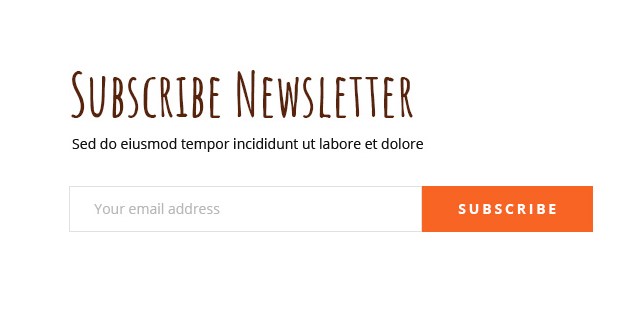 Subscribe Newsletter
Sed do eiusmod tempor incididunt ut labore et dolore
Your email address
SUBSCRIBE